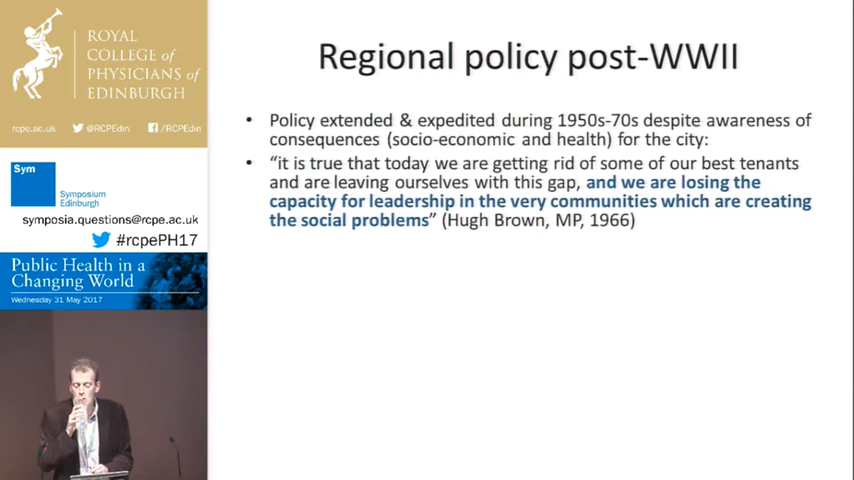 ROYAL
COLLEGE of
PHYSICIANS of
EDINBURGH
rcpe.ac.uk @RCPEdin /RCPEdin
Sym
Symposium
Edinburgh
symposia.questions@rcpe.ac.uk
#rcpePH17
Public Health in a
Changing World
Wednesday 31 May 2017
Regional policy post-WWII
• Policy extended & expedited during 1950s-70s despite awareness of
consequences (socio-economic and health) for the city:
• “it is true that today we are getting rid of some of our best tenants
and are leaving ourselves with this gap, and we are losing the
capacity for leadership in the very communities which are creating
the social problems” (Hugh Brown, MP, 1966)